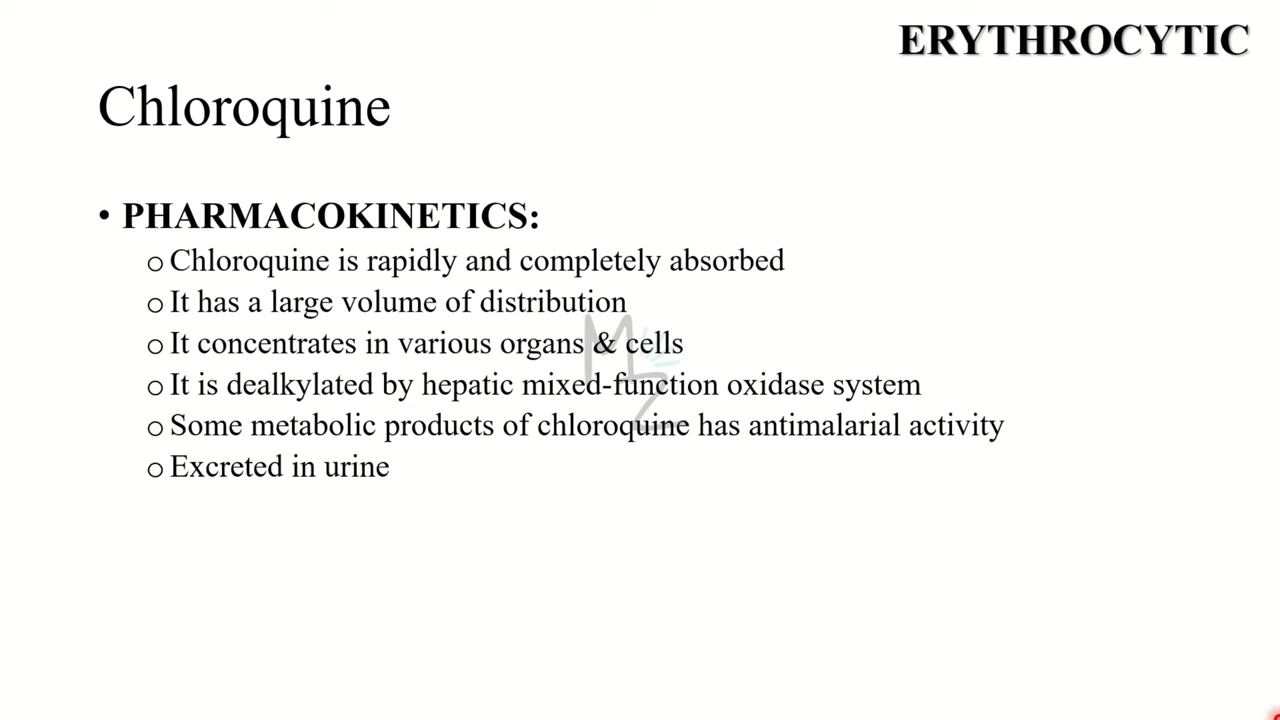 ERYTHROCYTIC
Chloroquine
• PHARMACOKINETICS:
o Chloroquine is rapidly and completely absorbed
o It has a large volume of distribution
o It concentrates in various organs & cells
o It is dealkylated by hepatic mixed-function oxidase system
o Some metabolic products of chloroquine has antimalarial activity
o Excreted in urine